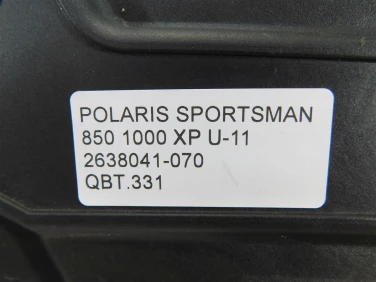 POLARIS SPORTSMAN
850 1000 XP U-11
2638041-070
QBT.331